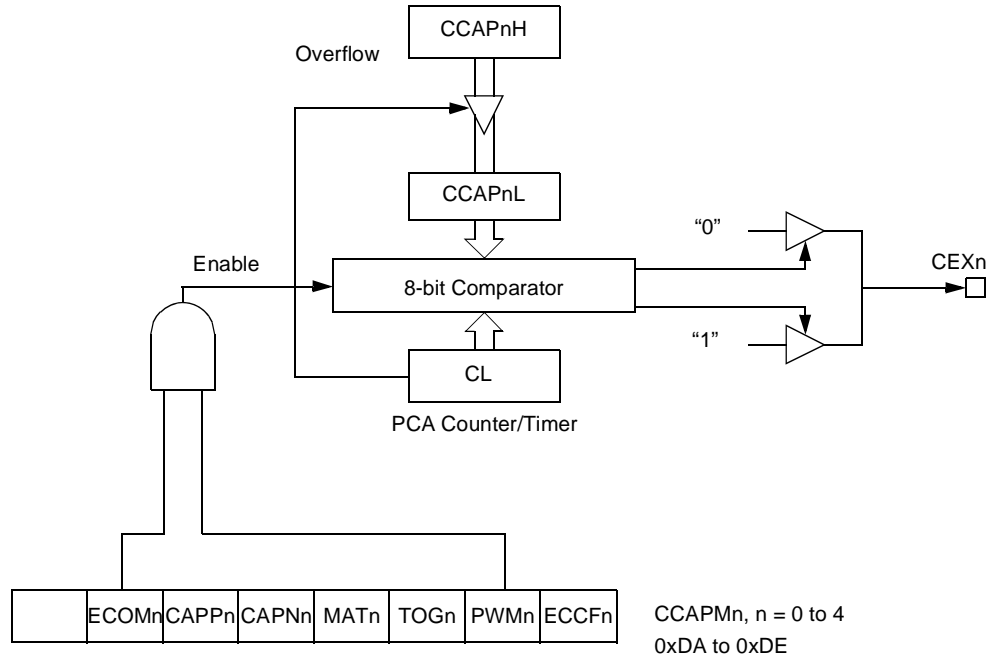 CCAPnH
Overflow
CCAPnL
“0”
Enable
CEXn
8-bit Comparator
“1”
CL
PCA Counter/Timer
ECOMn CAPPn CAPNn MATn TOGn PWMn ECCFn
CCAPMn, n = 0 to 4
0xDA to 0xDE